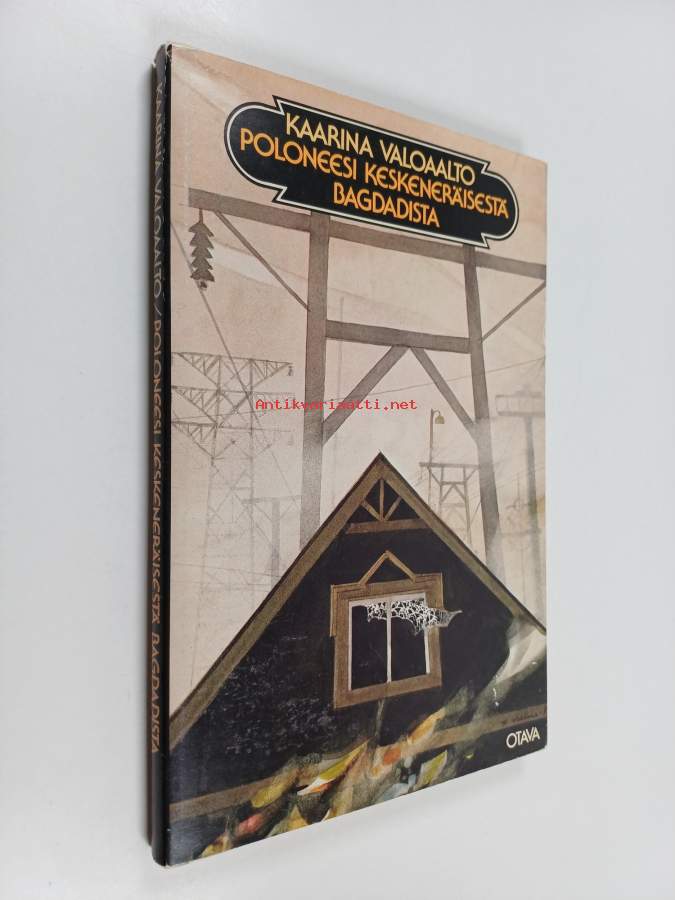 KAARINA VALOAALTO
POLONEESI KESKENERÄISESTÄ
BAGDADISTA
KAARINA VALOAALTO / POLONEESI KESKENERÄISESTÄ BAGDADISTA
Antikvariaatti.net
OTAVA